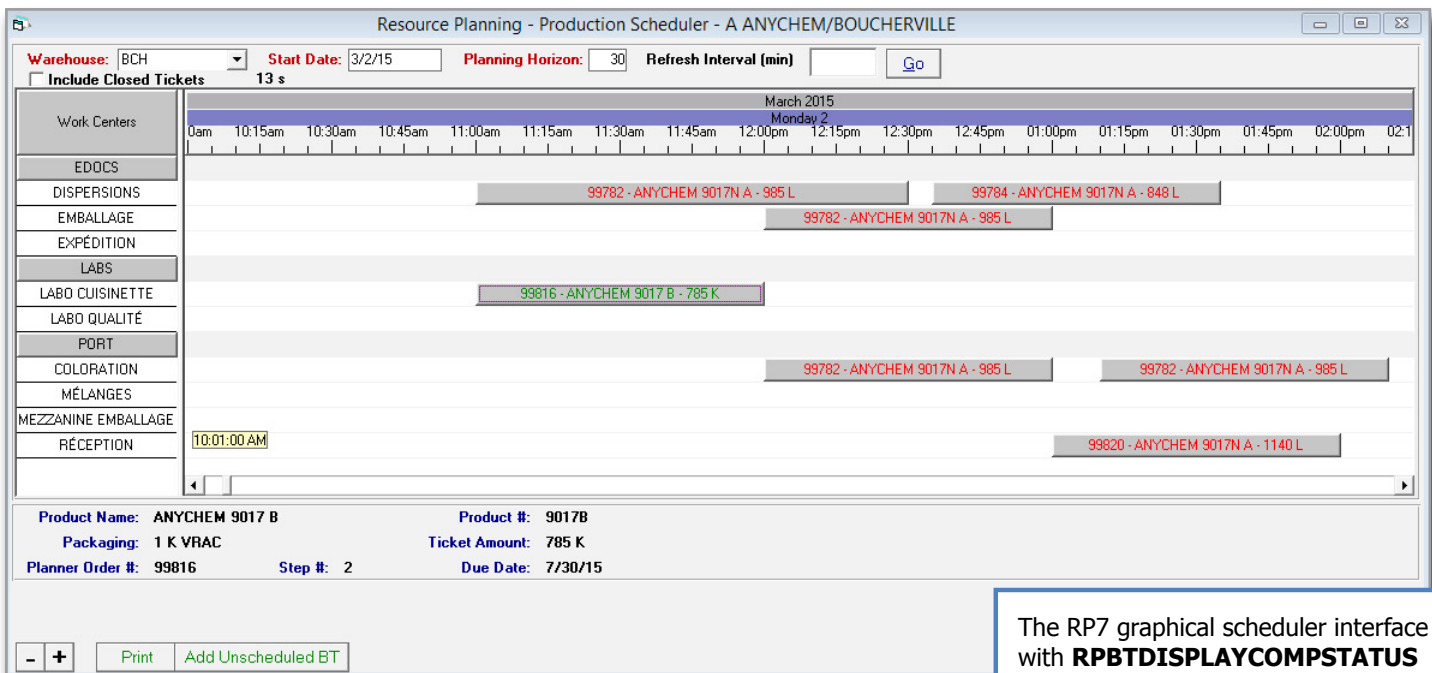 Resource Planning - Production Scheduler - A ANYCHEM/BOUCHERVILLE
Warehouse: BCH Start Date: 3/2/15 Planning Horizon: 30 Refresh Interval (min) Go
Include Closed Tickets 13 s
March 2015
Work Centers Monday 2
0am 10:15am 10:30am 10:45am 11:00am 11:15am 11:30am 11:45am 12:00pm 12:15pm 12:30pm 12:45pm 01:00pm 01:15pm 01:30pm 01:45pm 02:00pm 02:1
EDOCS
DISPERSIONS 99782 - ANYCHEM 9017N A - 985 L 99784 - ANYCHEM 9017N A - 848 L
EMBALLAGE 99782 - ANYCHEM 9017N A - 985 L
EXPÉDITION
LABS
LABO CUISINETTE 99816 - ANYCHEM 9017 B - 785 K
LABO QUALITÉ
PORT
COLORATION 99782 - ANYCHEM 9017N A - 985 L 99782 - ANYCHEM 9017N A - 985 L
MÉLANGES
MEZZANINE EMBALLAGE
RÉCEPTION 10:01:00 AM 99820 - ANYCHEM 9017N A - 1140 L
Product Name: ANYCHEM 9017 B Product #: 9017B
Packaging: 1 K VRAC Ticket Amount: 785 K
Planner Order #: 99816 Step #: 2 Due Date: 7/30/15
The RP7 graphical scheduler interface
with RPBTDISPLAYCOMPSTATUS
- + Print Add Unscheduled BT